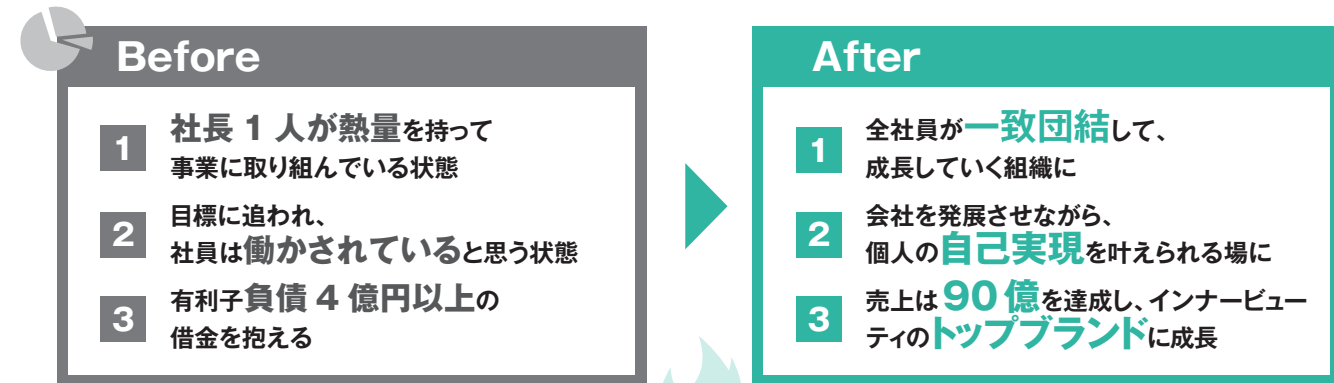 Before
1
社長 1 人が熱量を持って
事業に取り組んでいる状態
2
目標に追われ、
社員は働かされていると思う状態
3
有利子負債 4 億円以上の
借金を抱える
After
1
全社員が一致団結して、
成長していく組織に
2
会社を発展させながら、
個人の自己実現を叶えられる場に
3
売上は 90 億を達成し、インナービュー
ティのトップブランドに成長